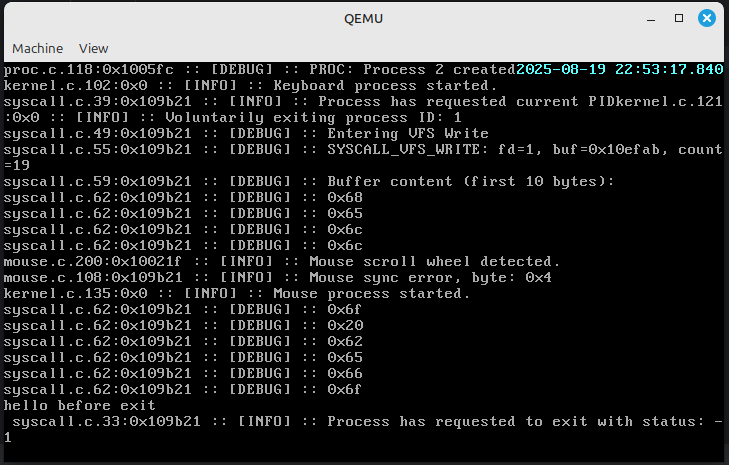 QEMU
Machine View
proc.c.118:0x1005fc :: [DEBUG] :: PROC: Process 2 created2025-08-19 22:53:17.840
kernel.c.102:0x0 :: [INFO] :: Keyboard process started.
syscall.c.39:0x109b21 :: [INFO] :: Process has requested current PIDkernel.c.121
:0x0 :: [INFO] :: Voluntarily exiting process ID: 1
syscall.c.49:0x109b21 :: [DEBUG] :: Entering VFS Write
syscall.c.55:0x109b21 :: [DEBUG] :: SYSCALL_VFS_WRITE: fd=1, buf=0x10efab, count
=19
syscall.c.59:0x109b21 :: [DEBUG] :: Buffer content (first 10 bytes):
syscall.c.62:0x109b21 :: [DEBUG] :: 0x68
syscall.c.62:0x109b21 :: [DEBUG] :: 0x65
syscall.c.62:0x109b21 :: [DEBUG] :: 0x6c
syscall.c.62:0x109b21 :: [DEBUG] :: 0x6c
mouse.c.200:0x10021f :: [INFO] :: Mouse scroll wheel detected.
mouse.c.108:0x109b21 :: [INFO] :: Mouse sync error, byte: 0x4
kernel.c.135:0x0 :: [INFO] :: Mouse process started.
syscall.c.62:0x109b21 :: [DEBUG] :: 0x6f
syscall.c.62:0x109b21 :: [DEBUG] :: 0x20
syscall.c.62:0x109b21 :: [DEBUG] :: 0x62
syscall.c.62:0x109b21 :: [DEBUG] :: 0x65
syscall.c.62:0x109b21 :: [DEBUG] :: 0x66
syscall.c.62:0x109b21 :: [DEBUG] :: 0x6f
hello before exit
syscall.c.33:0x109b21 :: [INFO] :: Process has requested to exit with status: -
1